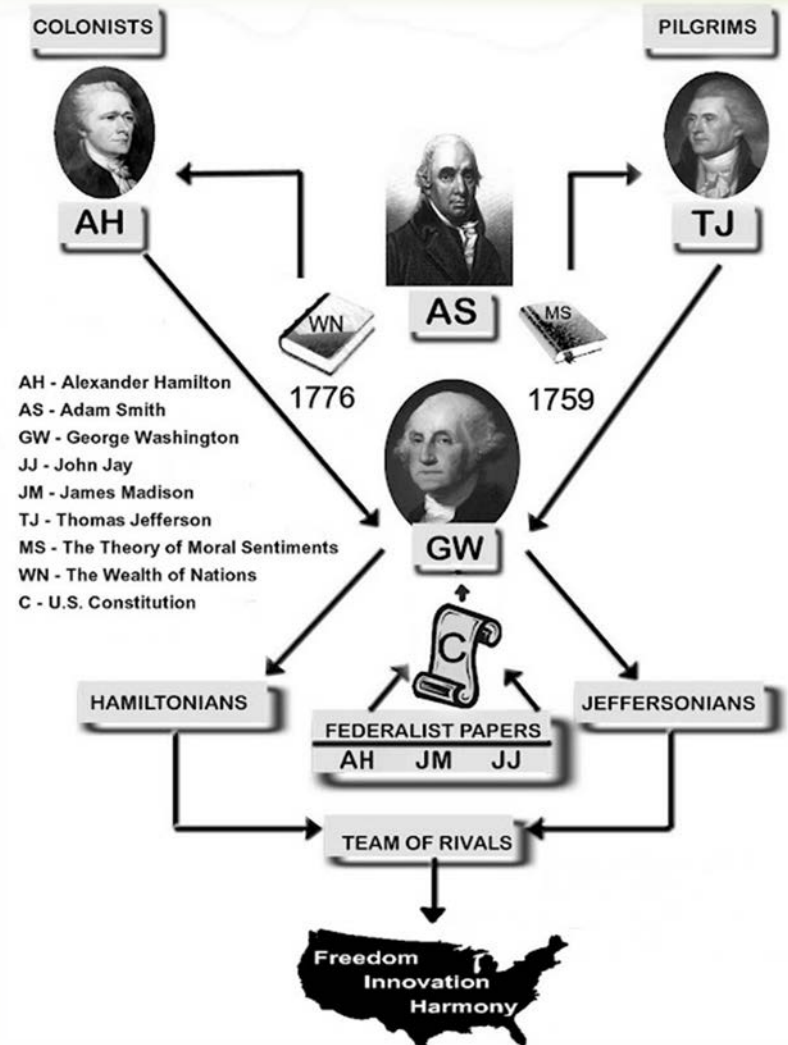 COLONISTS
PILGRIMS
AH
TJ
WN
AS
MS
1776
1759
AH - Alexander Hamilton
AS - Adam Smith
GW - George Washington
JJ - John Jay
JM - James Madison
TJ - Thomas Jefferson
MS - The Theory of Moral Sentiments
WN - The Wealth of Nations
C - U.S. Constitution
GW
C
HAMILTONIANS
JEFFERSONIANS
FEDERALIST PAPERS
AH JM JJ
TEAM OF RIVALS
Freedom
Innovation
Harmony